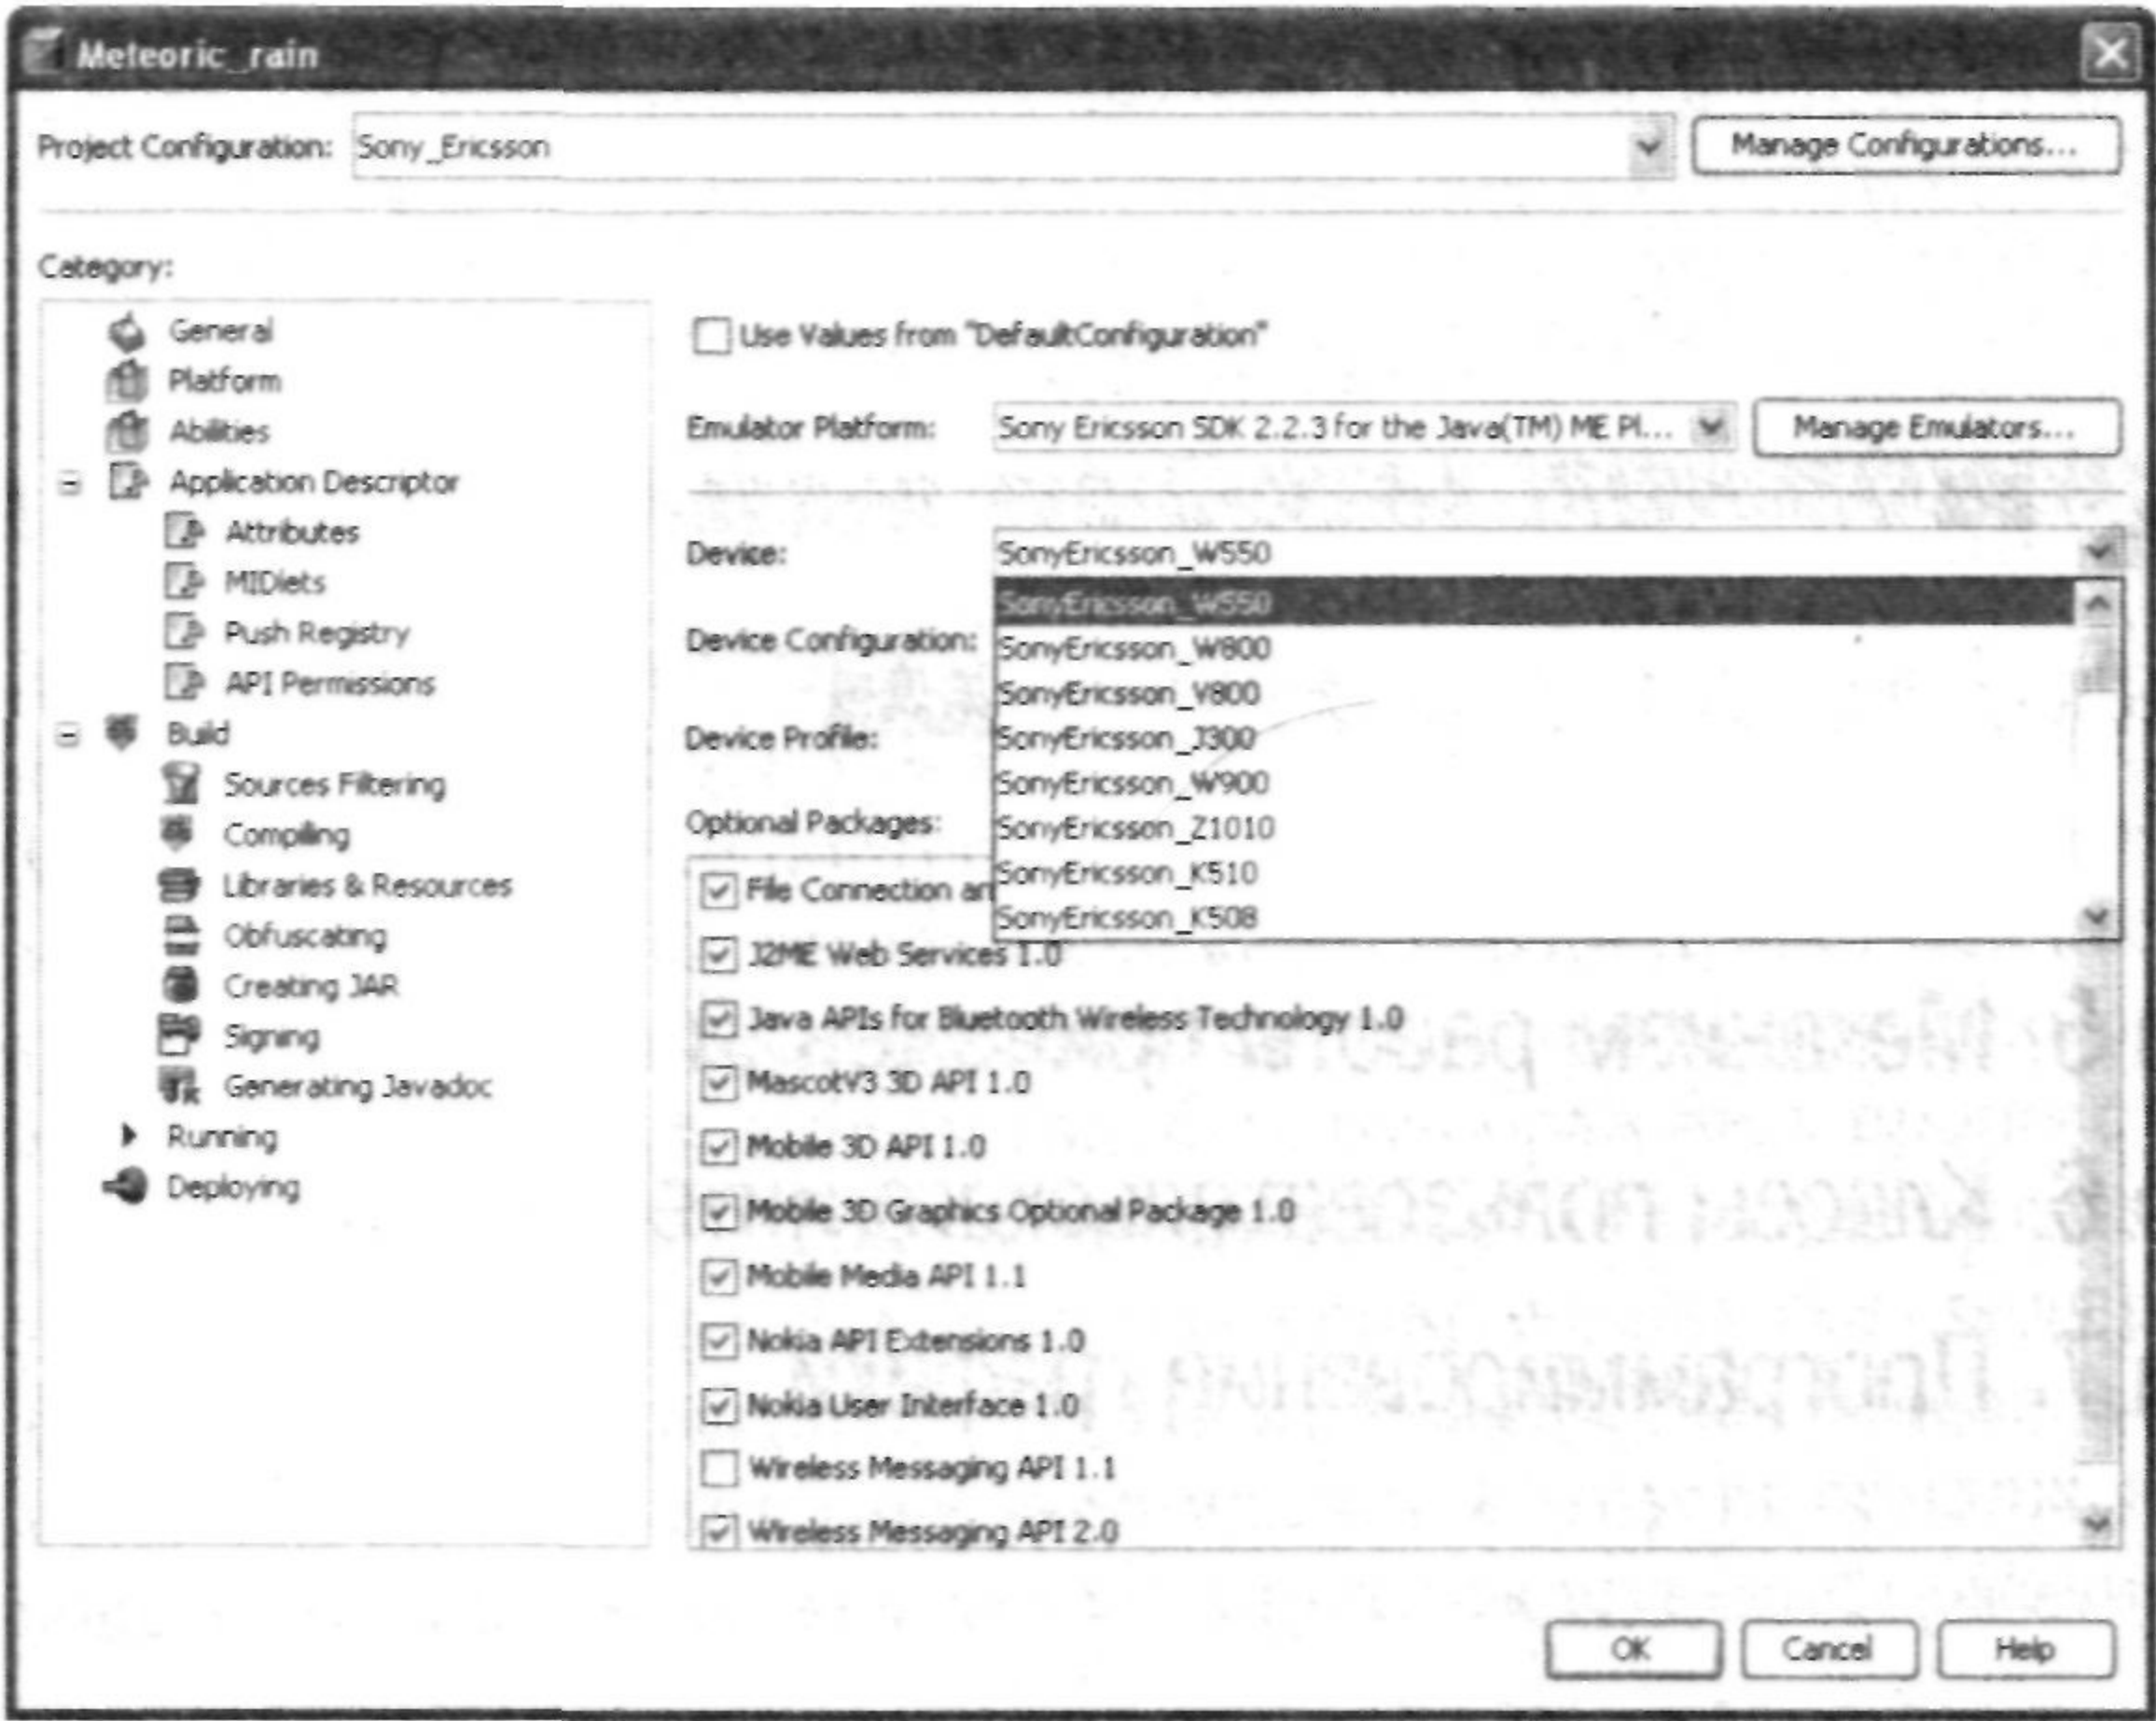 Meteoric_rain
Project Configuration: Sony_Ericsson Manage Configurations...
Category:
General
Platform
Abilities
Application Descriptor
Attributes
MIDlets
Push Registry
API Permissions
Build
Sources Filtering
Compiling
Libraries & Resources
Obfuscating
Creating JAR
Signing
Generating Javadoc
Running
Deploying
Use Values from "DefaultConfiguration"
Emulator Platform: Sony Ericsson SDK 2.2.3 for the Java(TM) ME Pl... Manage Emulators...
Device: SonyEricsson_W550
SonyEricsson_W550
SonyEricsson_W800
SonyEricsson_V800
SonyEricsson_J300
SonyEricsson_W900
SonyEricsson_Z1010
SonyEricsson_K510
SonyEricsson_K508
Device Configuration:
Device Profile:
Optional Packages:
File Connection an
J2ME Web Services 1.0
Java APIs for Bluetooth Wireless Technology 1.0
MascotV3 3D API 1.0
Mobile 3D API 1.0
Mobile 3D Graphics Optional Package 1.0
Mobile Media API 1.1
Nokia API Extensions 1.0
Nokia User Interface 1.0
Wireless Messaging API 1.1
Wireless Messaging API 2.0
OK Cancel Help